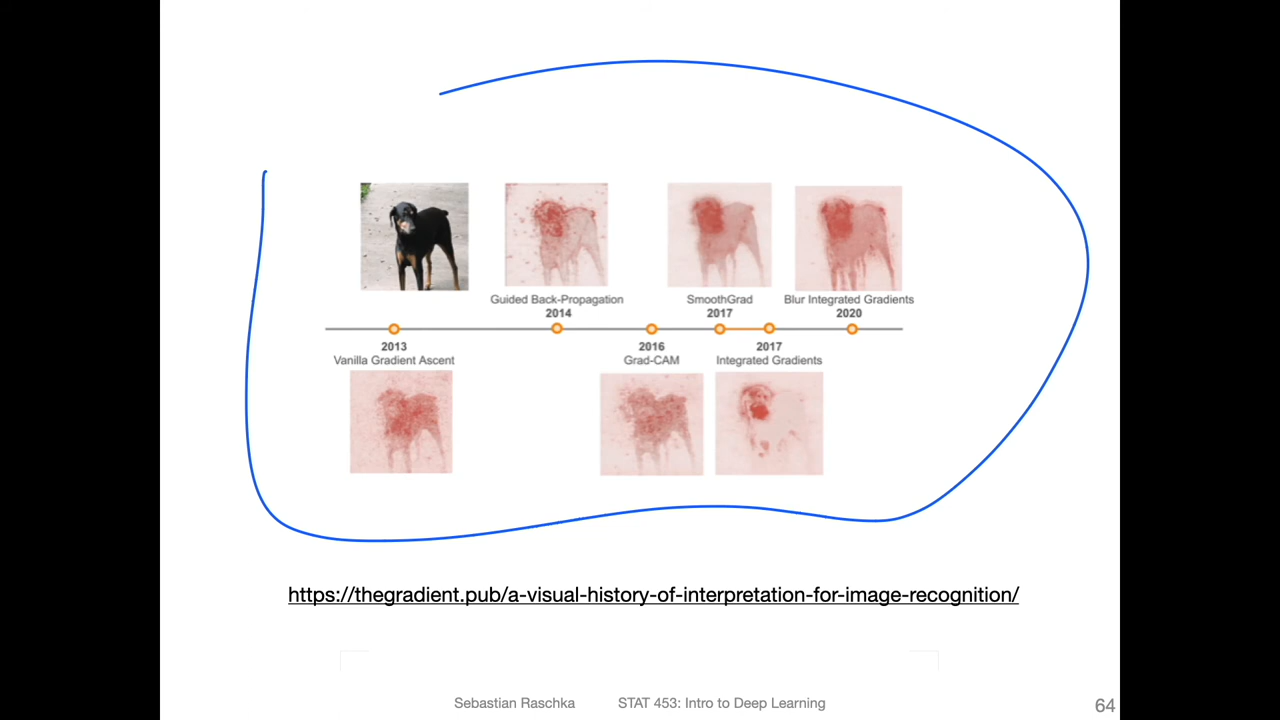 Guided Back-Propagation
2014
SmoothGrad
2017
Blur Integrated Gradients
2020
2013
Vanilla Gradient Ascent
2016
Grad-CAM
2017
Integrated Gradients
https://thegradient.pub/a-visual-history-of-interpretation-for-image-recognition/
Sebastian Raschka STAT 453: Intro to Deep Learning 64